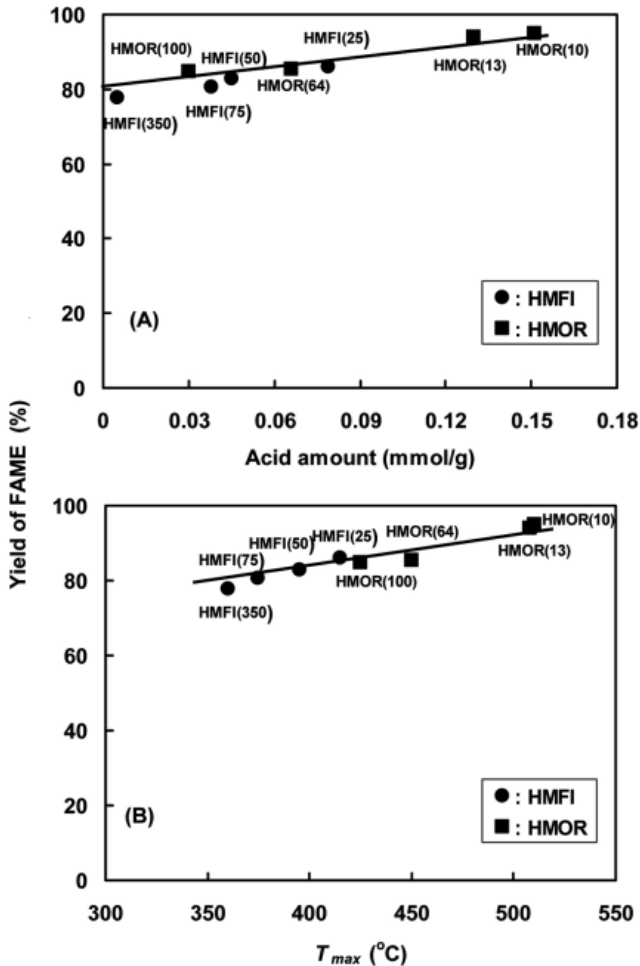 100
HMFI(25)
HMOR(100)
HMFI(50)
HMOR(13)
HMOR(10)
80
HMOR(64)
HMFI(75)
HMFI(350)
60
40
20
0
(A)
●: HMFI
■: HMOR
0 0.03 0.06 0.09 0.12 0.15 0.18
Acid amount (mmol/g)
Yield of FAME (%)
100
HMFI(50)
HMFI(25)
HMOR(64)
HMOR(10)
HMFI(75)
HMOR(13)
80
HMOR(100)
HMFI(350)
60
40
20
0
(B)
●: HMFI
■: HMOR
300 350 400 450 500 550
Tmax (°C)